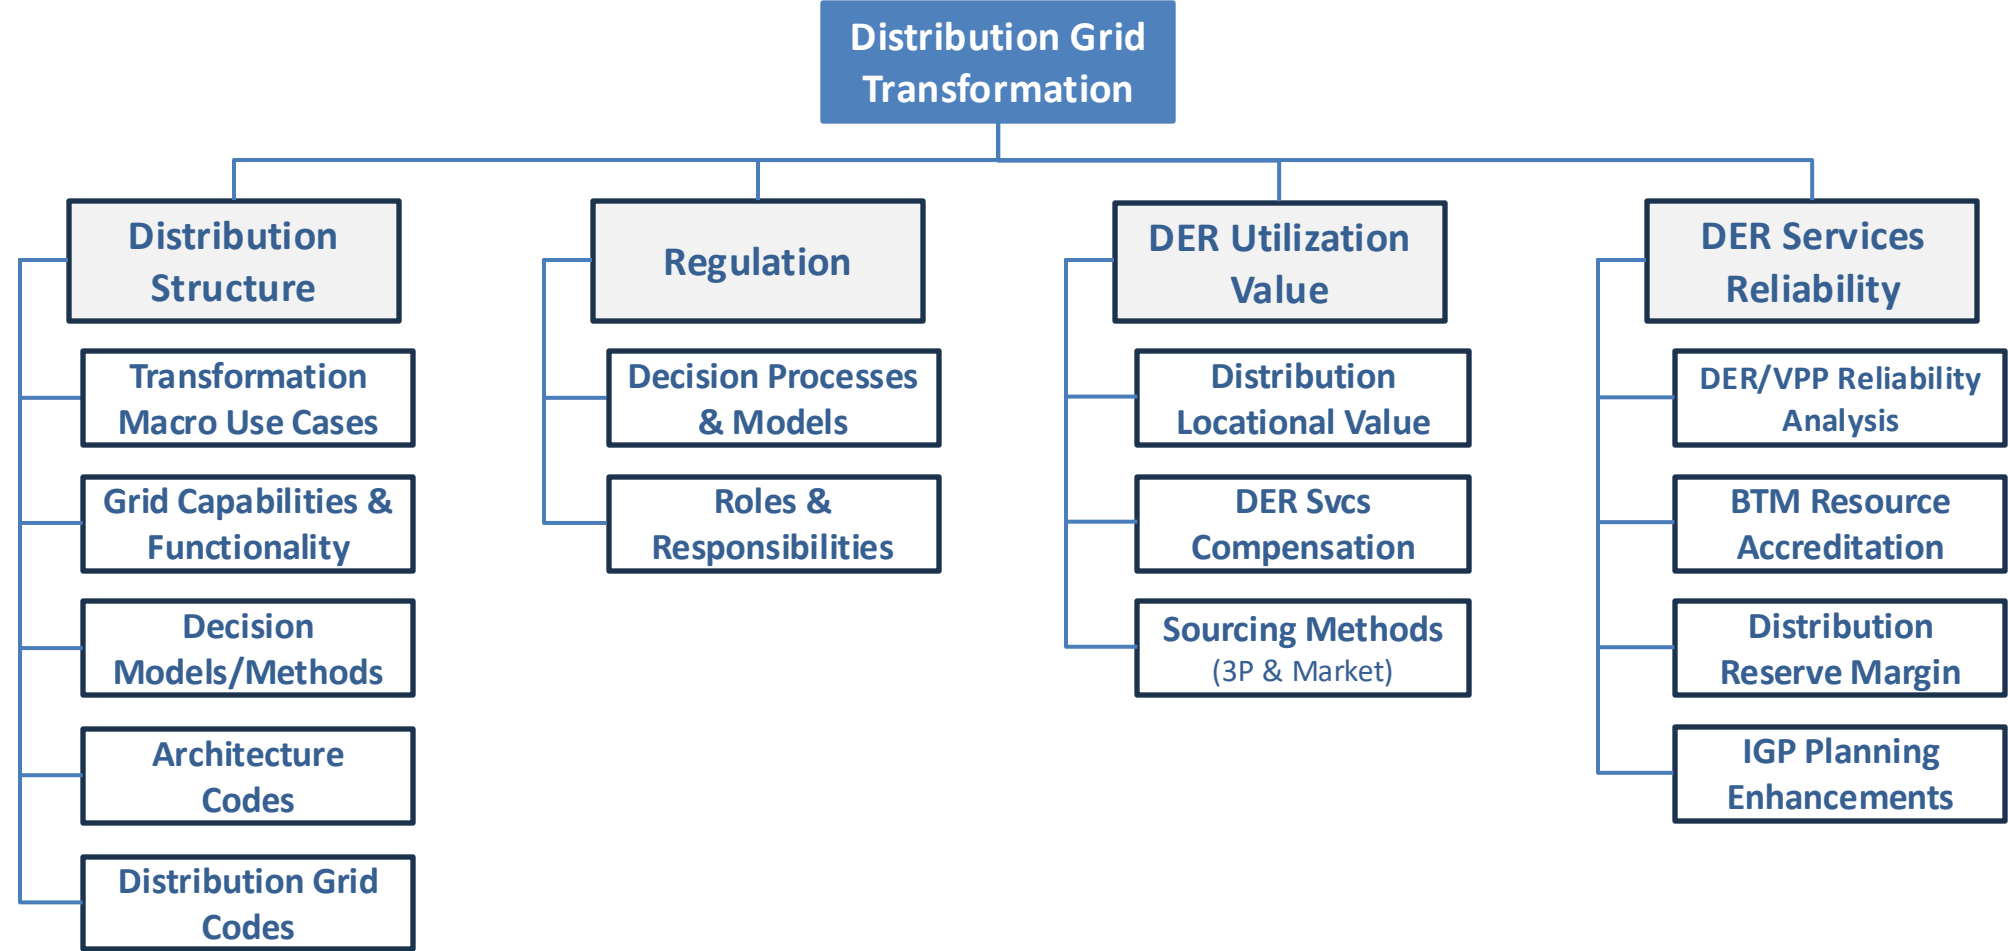 Distribution Grid
Transformation
Distribution
Structure
Transformation
Macro Use Cases
Grid Capabilities &
Functionality
Decision
Models/Methods
Architecture
Codes
Distribution Grid
Codes
Regulation
Decision Processes
& Models
Roles &
Responsibilities
DER Utilization
Value
Distribution
Locational Value
DER Svcs
Compensation
Sourcing Methods
(3P & Market)
DER Services
Reliability
DER/VPP Reliability
Analysis
BTM Resource
Accreditation
Distribution
Reserve Margin
IGP Planning
Enhancements